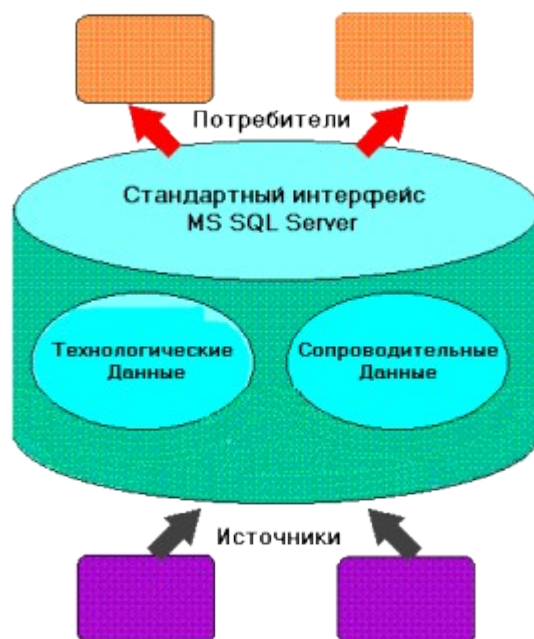 Потребители
Стандартный интерфейс
MS SQL Server
Технологические
Данные
Сопроводительные
Данные
Источники